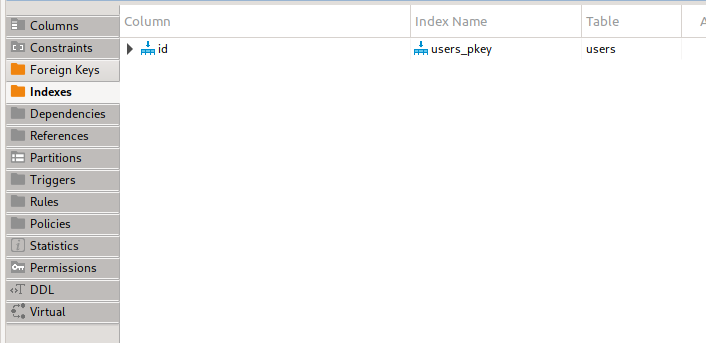 Column Index Name Table A
id users_pkey users
Columns
Constraints
Foreign Keys
Indexes
Dependencies
References
Partitions
Triggers
Rules
Policies
Statistics
Permissions
DDL
Virtual